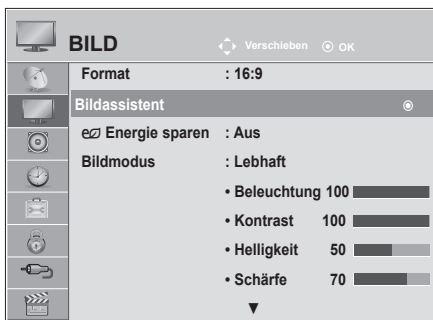 BILD Verschieben OK
Format : 16:9
Bildassistent
Energie sparen : Aus
Bildmodus : Lebhaft
• Beleuchtung 100
• Kontrast 100
• Helligkeit 50
• Schärfe 70
▼